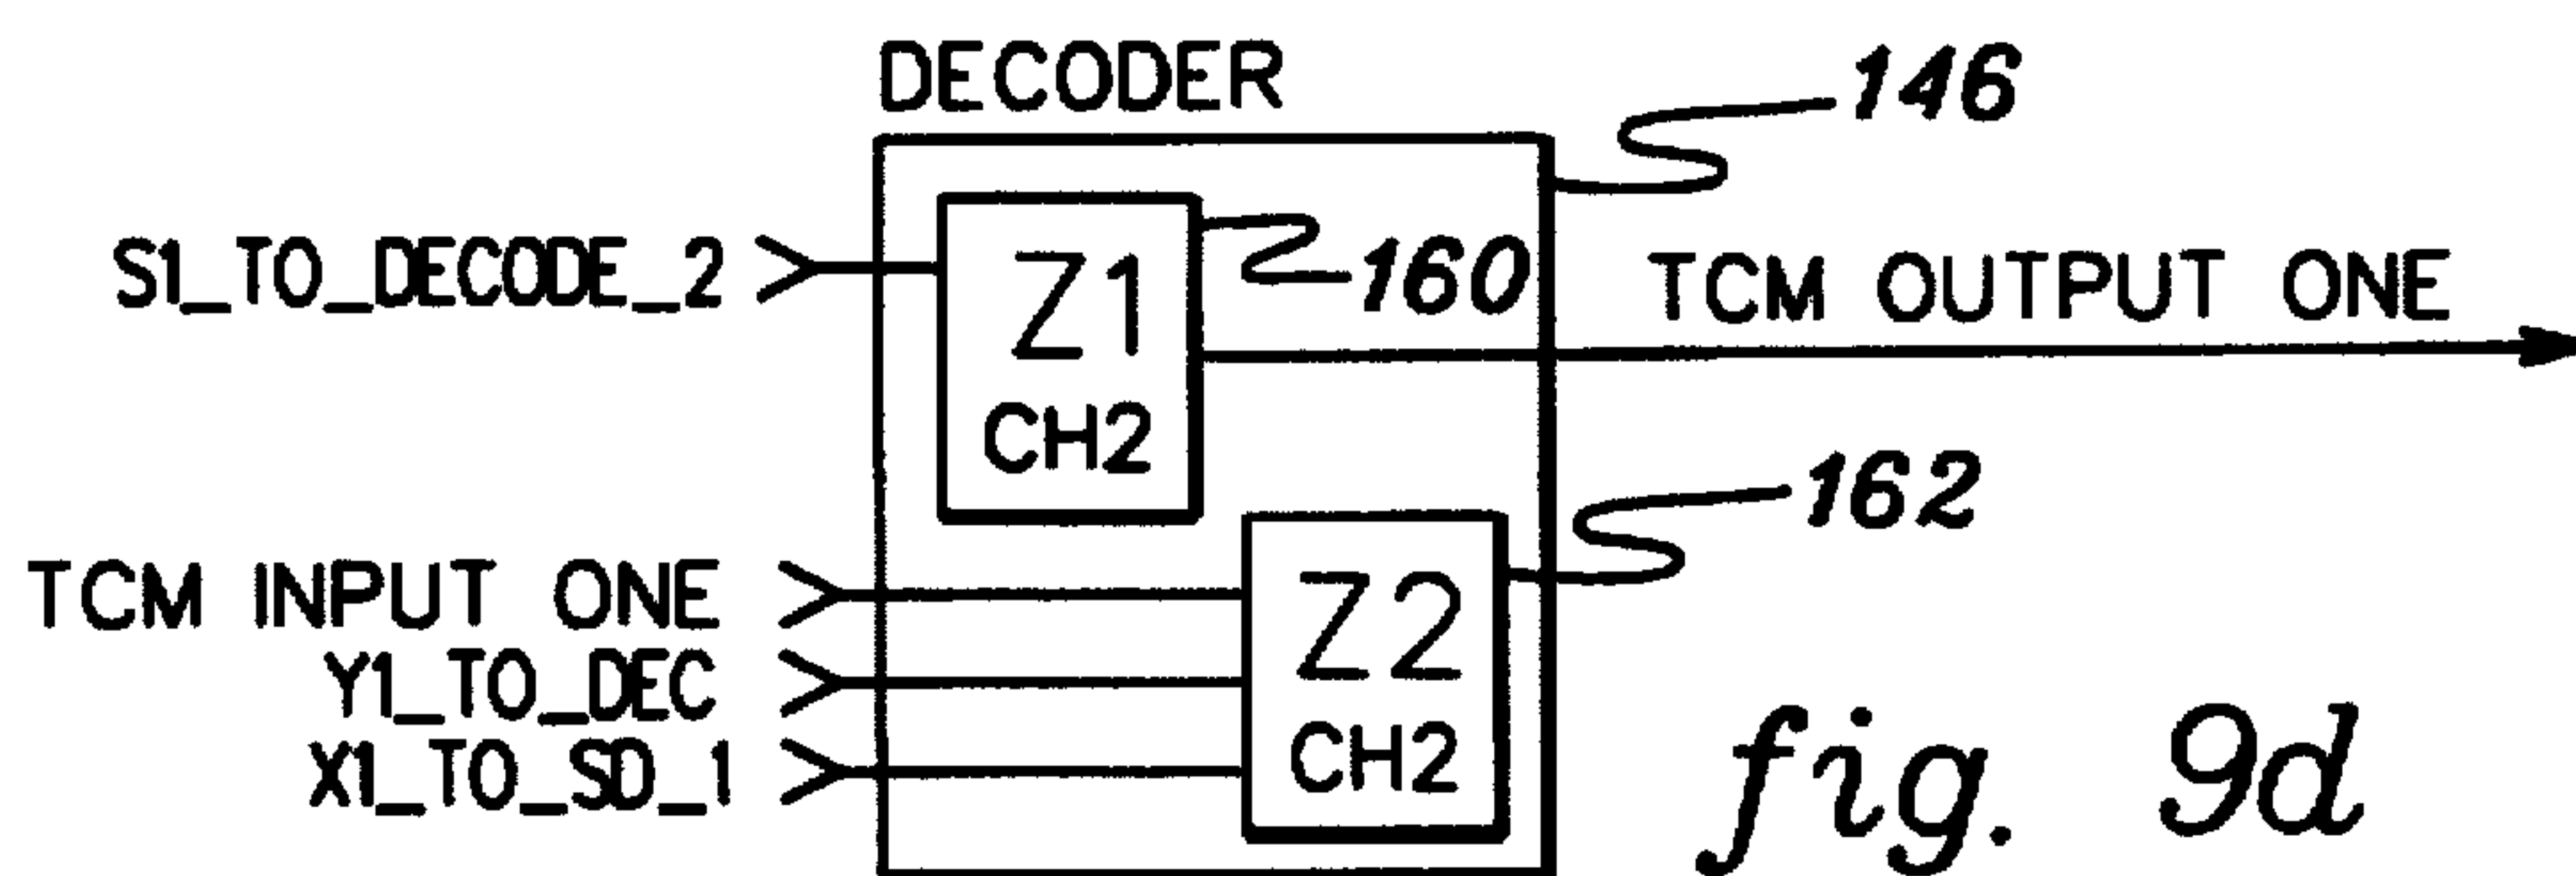 DECODER
146
S1_TO_DECODE_2
Z1
CH2
160
TCM OUTPUT ONE
162
TCM INPUT ONE
Y1_TO_DEC
X1_TO_SD_1
Z2
CH2
fig. 9d